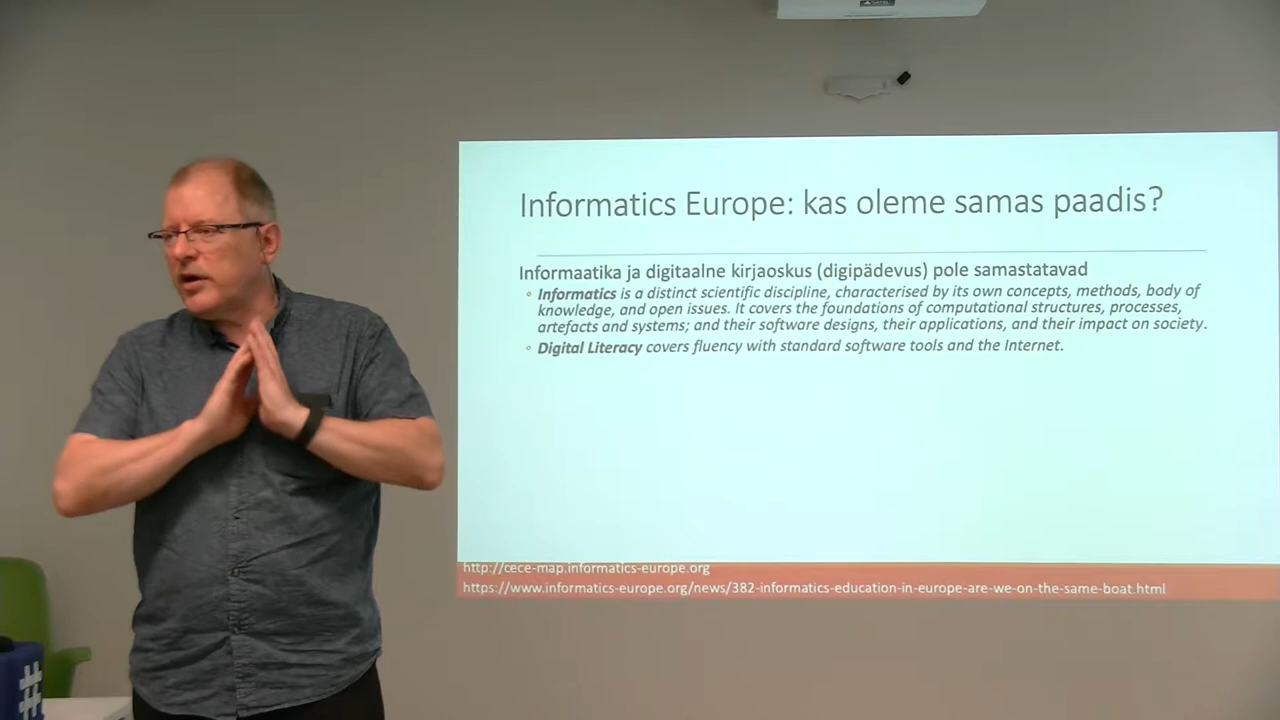 Informatics Europe: kas oleme samas paadis?
Informaatika ja digitaalne kirjaoskus (digipädevus) pole samastatavad
◦ Informatics is a distinct scientific discipline, characterised by its own concepts, methods, body of
knowledge, and open issues. It covers the foundations of computational structures, processes,
artefacts and systems; and their software designs, their applications, and their impact on society.
◦ Digital Literacy covers fluency with standard software tools and the Internet.
http://cece-map.informatics-europe.org
https://www.informatics-europe.org/news/382-informatics-education-in-europe-are-we-on-the-same-boat.html
##